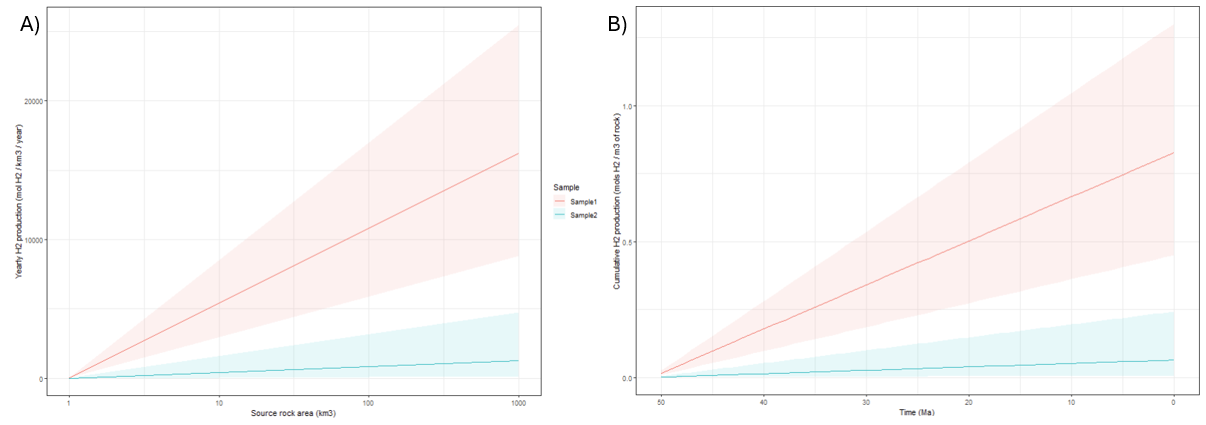 A)
Yearly H2 production (mol H2 / km3 / year)
20000
10000
0
1
10
100
1000
Source rock area (km3)
Sample
Sample1
Sample2
B)
Cumulative H2 production (mols H2 / m3 of rock)
1.0
0.5
0.0
50
40
30
20
10
0
Time (Ma)